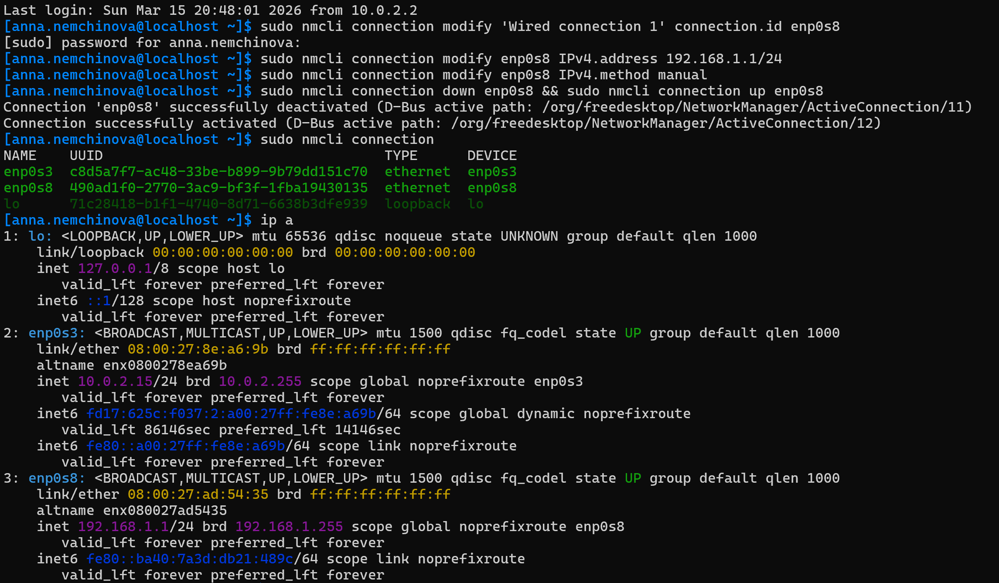 Last login: Sun Mar 15 20:48:01 2026 from 10.0.2.2
[anna.nemchinova@localhost ~]$ sudo nmcli connection modify 'Wired connection 1' connection.id enp0s8
[sudo] password for anna.nemchinova:
[anna.nemchinova@localhost ~]$ sudo nmcli connection modify enp0s8 IPv4.address 192.168.1.1/24
[anna.nemchinova@localhost ~]$ sudo nmcli connection modify enp0s8 IPv4.method manual
[anna.nemchinova@localhost ~]$ sudo nmcli connection down enp0s8 && sudo nmcli connection up enp0s8
Connection 'enp0s8' successfully deactivated (D-Bus active path: /org/freedesktop/NetworkManager/ActiveConnection/11)
Connection successfully activated (D-Bus active path: /org/freedesktop/NetworkManager/ActiveConnection/12)
[anna.nemchinova@localhost ~]$ sudo nmcli connection
NAME    UUID                                  TYPE      DEVICE
enp0s3  c8d5a7f7-ac48-33be-b899-9b79dd151c70  ethernet  enp0s3
enp0s8  490ad1f0-2770-3ac9-bf3f-1fba19430135  ethernet  enp0s8
lo      71c28418-b1f1-4740-8d71-6638b3dfe939  loopback  lo
[anna.nemchinova@localhost ~]$ ip a
1: lo: <LOOPBACK,UP,LOWER_UP> mtu 65536 qdisc noqueue state UNKNOWN group default qlen 1000
    link/loopback 00:00:00:00:00:00 brd 00:00:00:00:00:00
    inet 127.0.0.1/8 scope host lo
       valid_lft forever preferred_lft forever
    inet6 ::1/128 scope host noprefixroute
       valid_lft forever preferred_lft forever
2: enp0s3: <BROADCAST,MULTICAST,UP,LOWER_UP> mtu 1500 qdisc fq_codel state UP group default qlen 1000
    link/ether 08:00:27:8e:a6:9b brd ff:ff:ff:ff:ff:ff
    altname enx0800278ea69b
    inet 10.0.2.15/24 brd 10.0.2.255 scope global noprefixroute enp0s3
       valid_lft forever preferred_lft forever
    inet6 fd17:625c:f037:2:a00:27ff:fe8e:a69b/64 scope global dynamic noprefixroute
       valid_lft 86146sec preferred_lft 14146sec
    inet6 fe80::a00:27ff:fe8e:a69b/64 scope link noprefixroute
       valid_lft forever preferred_lft forever
3: enp0s8: <BROADCAST,MULTICAST,UP,LOWER_UP> mtu 1500 qdisc fq_codel state UP group default qlen 1000
    link/ether 08:00:27:ad:54:35 brd ff:ff:ff:ff:ff:ff
    altname enx080027ad5435
    inet 192.168.1.1/24 brd 192.168.1.255 scope global noprefixroute enp0s8
       valid_lft forever preferred_lft forever
    inet6 fe80::ba40:7a3d:db21:489c/64 scope link noprefixroute
       valid_lft forever preferred_lft forever